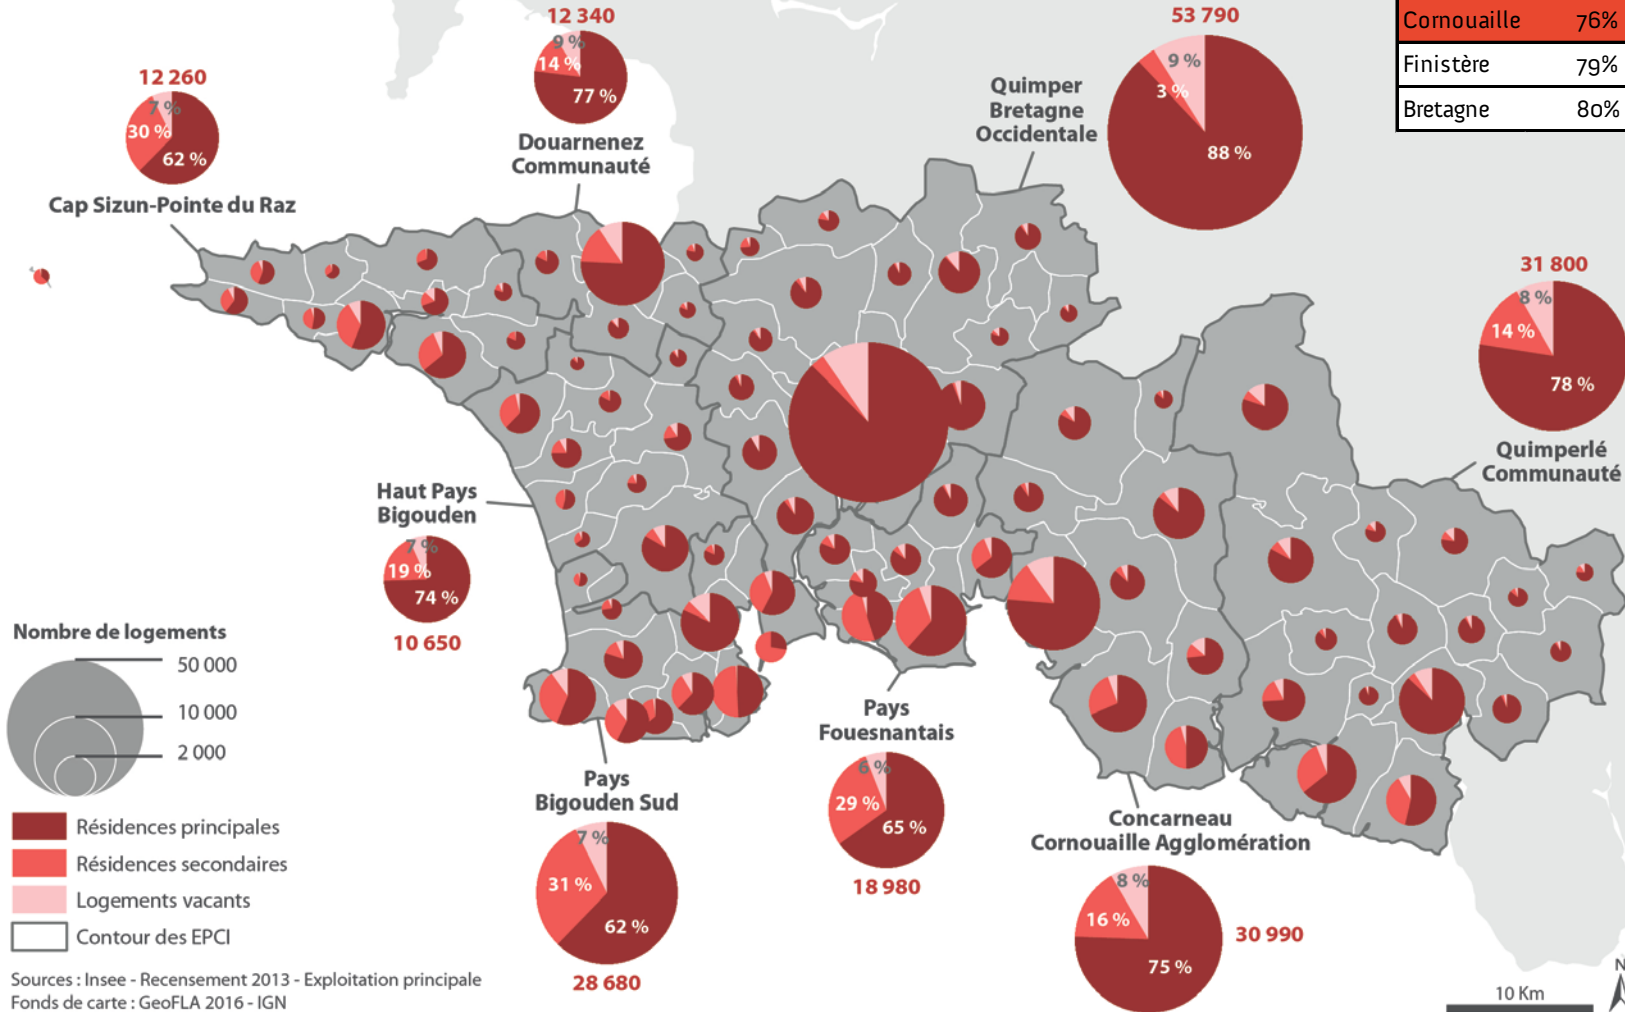 12 340
9 %
14 %
77 %
Douarnenez
Communauté
53 790
9 %
3 %
88 %
Quimper
Bretagne
Occidentale
Cornouaille 76%
Finistère 79%
Bretagne 80%
12 260
7 %
30 %
62 %
Cap Sizun-Pointe du Raz
31 800
8 %
14 %
78 %
Quimperlé
Communauté
Haut Pays
Bigouden
7 %
19 %
74 %
10 650
Nombre de logements
50 000
10 000
2 000
Résidences principales
Résidences secondaires
Logements vacants
Contour des EPCI
Pays
Bigouden Sud
7 %
31 %
62 %
28 680
Pays
Fouesnantais
6 %
29 %
65 %
18 980
Concarneau
Cornouaille Agglomération
8 %
16 %
75 %
30 990
Sources : Insee - Recensement 2013 - Exploitation principale
Fonds de carte : GeoFLA 2016 - IGN
N
10 Km